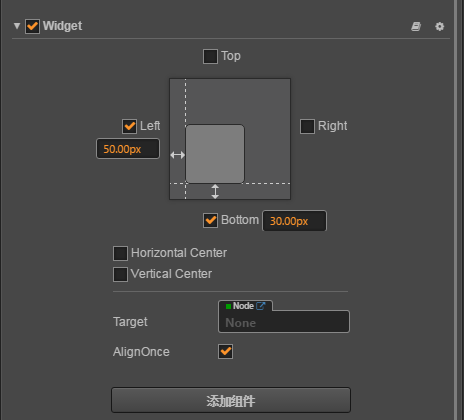 Widget
Top
Left
Right
50.00px
Bottom 30.00px
Horizontal Center
Vertical Center
Node
Target
None
AlignOnce
添加组件